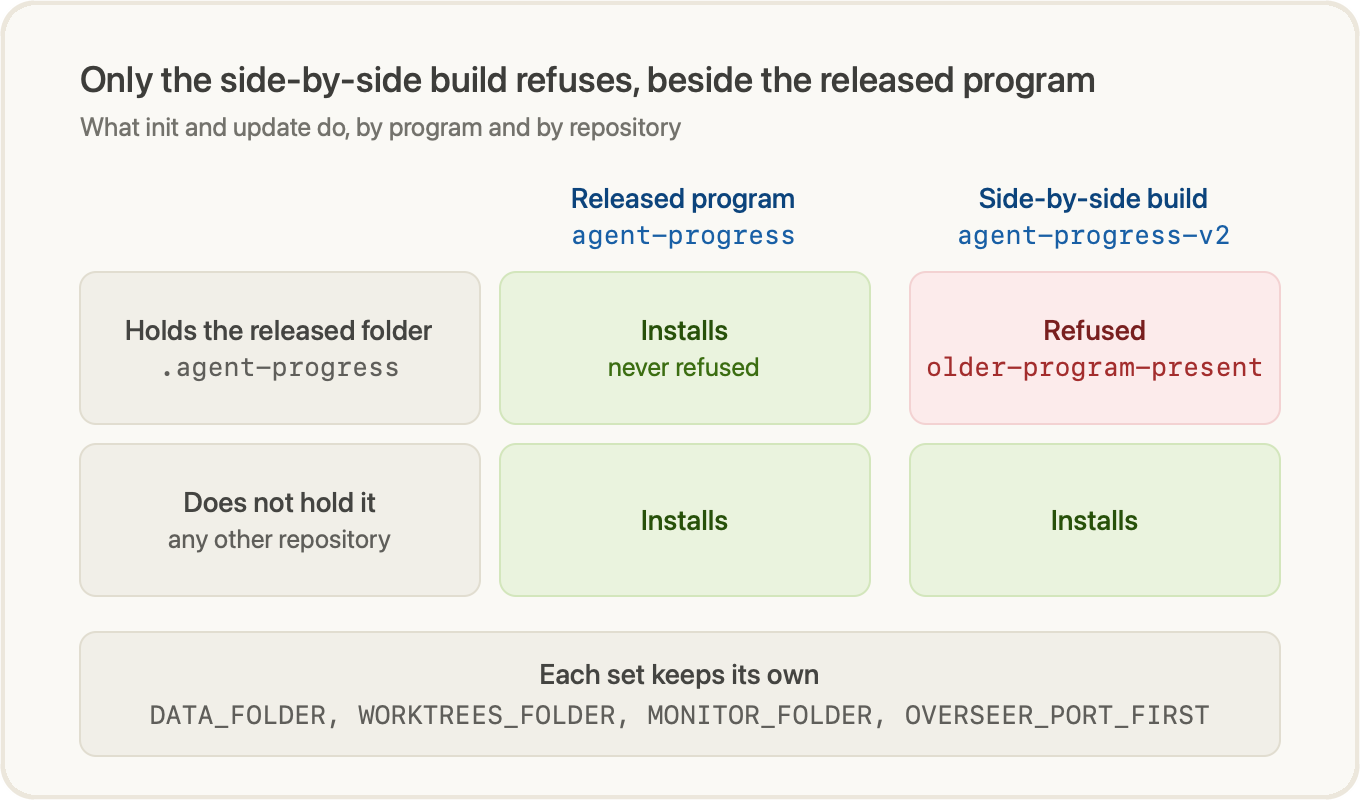 Only the side-by-side build refuses, beside the released program
What init and update do, by program and by repository
Released program
agent-progress
Side-by-side build
agent-progress-v2
Holds the released folder
.agent-progress
Installs
never refused
Refused
older-program-present
Does not hold it
any other repository
Installs
Installs
Each set keeps its own
DATA_FOLDER, WORKTREES_FOLDER, MONITOR_FOLDER, OVERSEER_PORT_FIRST